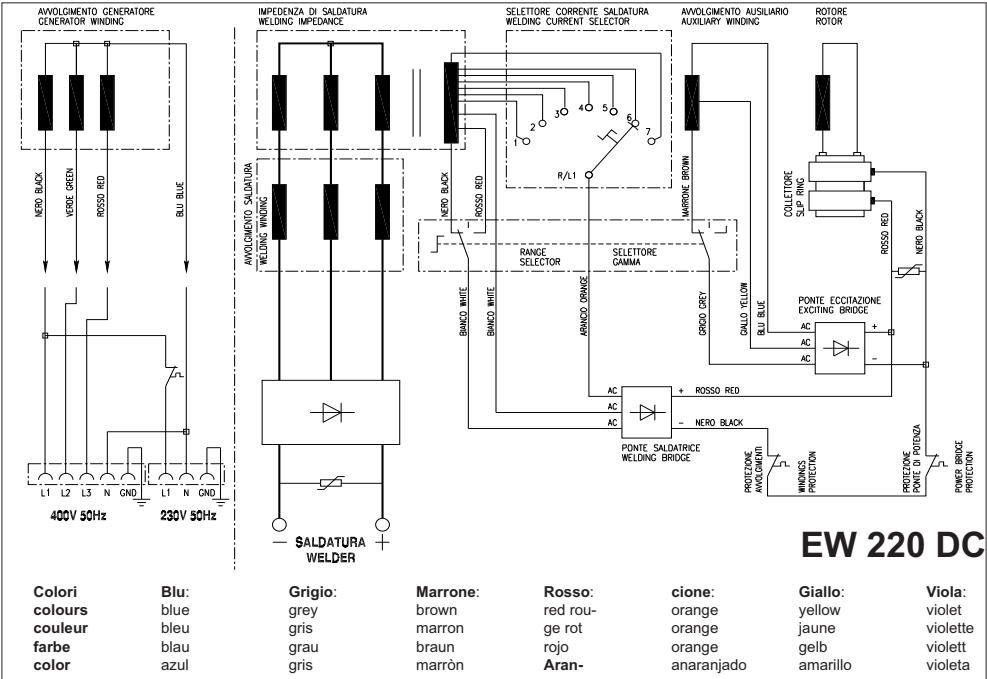 AVVOLGIMENTO GENERATORE
GENERATOR WINDING
IMPEDENZA DI SALDATURA
WELDING IMPEDANCE
SELETTORE CORRENTE SALDATURA
WELDING CURRENT SELECTOR
AVVOLGIMENTO AUSILIARIO
AUXILIARY WINDING
ROTORE
ROTOR
1
2
3
4
5
6
7
R/L1
NERO BLACK
VERDE GREEN
ROSSO RED
BLU BLUE
AVVOLGIMENTO SALDATURA
WELDING WINDING
NERO BLACK
ROSSO RED
MARRONE BROWN
COLLETTORE
SLIP RING
ROSSO RED
NERO BLACK
RANGE
SELECTOR
SELETTORE
GAMMA
BIANCO WHITE
BIANCO WHITE
ARANCIO ORANGE
GRIGIO GREY
GIALLO YELLOW
BLU BLUE
PONTE ECCITAZIONE
EXCITING BRIDGE
AC
AC
AC
+
−
AC
AC
AC
+ ROSSO RED
− NERO BLACK
PONTE SALDATRICE
WELDING BRIDGE
PROTEZIONE
AVVOLGIMENTI
WINDINGS
PROTECTION
PROTEZIONE
PONTE DI POTENZA
POWER BRIDGE
PROTECTION
L1 L2 L3 N GND
400V 50Hz
L1 N GND
230V 50Hz
− SALDATURA +
WELDER
EW 220 DC
Colori Blu: Grigio: Marrone: Rosso: cione: Giallo: Viola:
colours blue grey brown red rou- orange yellow violet
couleur bleu gris marron ge rot orange jaune violette
farbe blau grau braun rojo orange gelb violett
color azul gris marròn Aran- anaranjado amarillo violeta